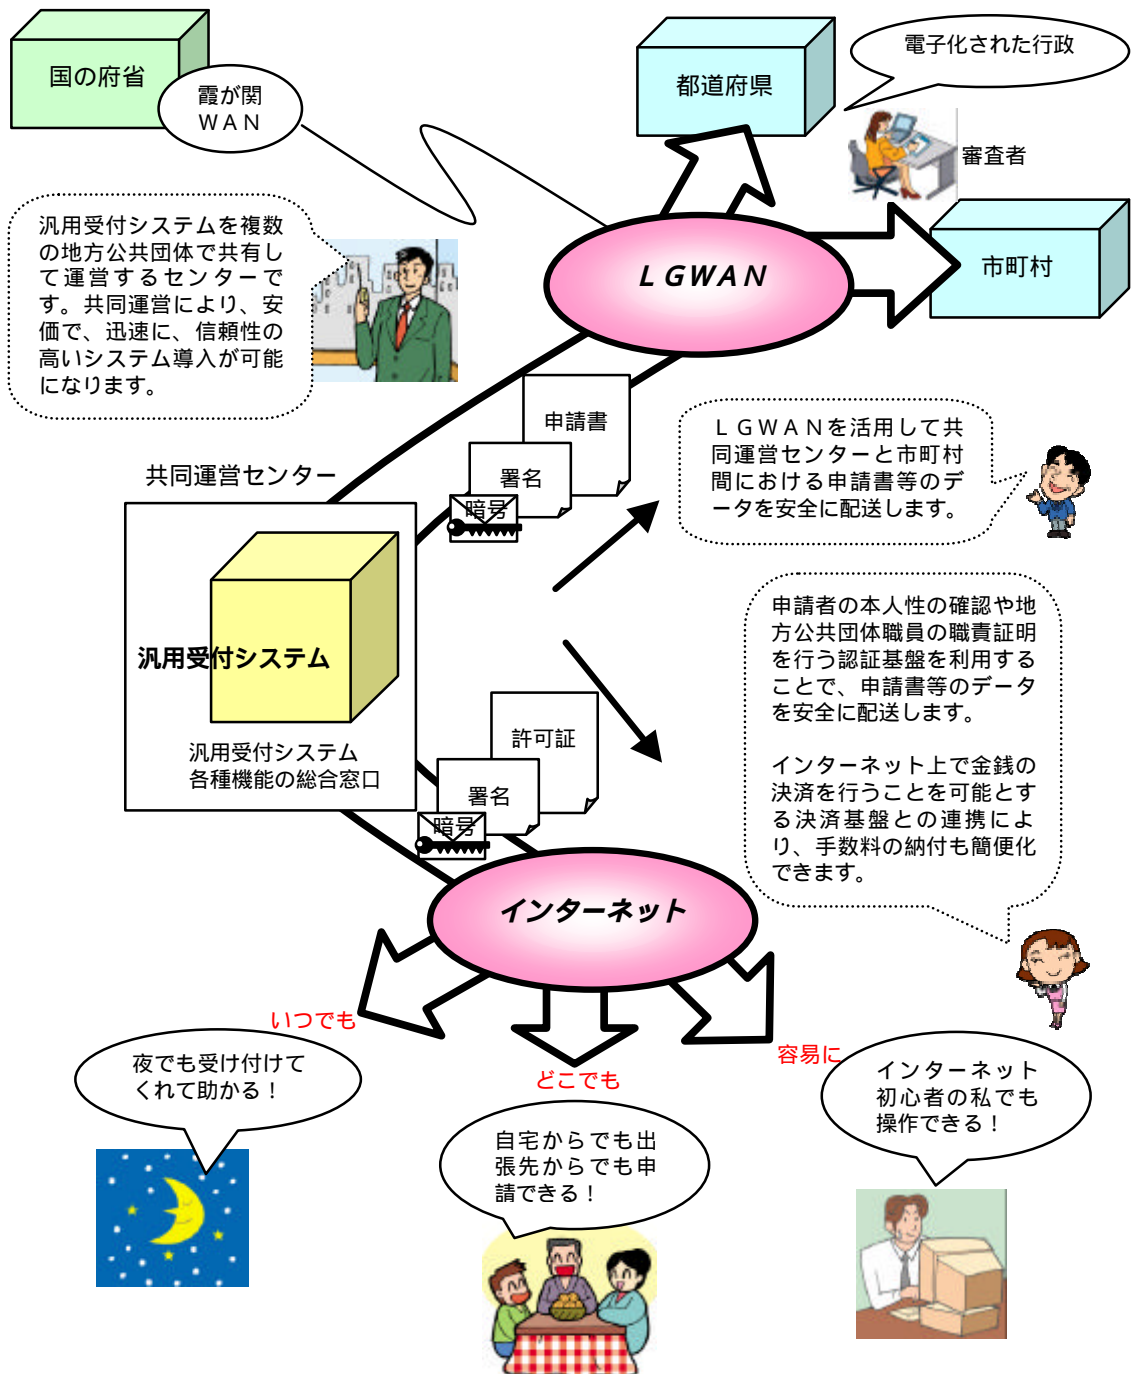 国の府省
霞が関
ＷＡＮ
都道府県
電子化された行政
審査者
市町村
ＬＧＷＡＮ
汎用受付システムを複数
の地方公共団体で共有し
て運営するセンターで
す。共同運営により、安
価で、迅速に、信頼性の
高いシステム導入が可能
になります。
申請書
署名
暗号
ＬＧＷＡＮを活用して共
同運営センターと市町村
間における申請書等のデ
ータを安全に配送します。
共同運営センター
汎用受付システム
汎用受付システム
各種機能の総合窓口
申請者の本人性の確認や地
方公共団体職員の職責証明
を行う認証基盤を利用する
ことで、申請書等のデータ
を安全に配送します。
インターネット上で金銭の
決済を行うことを可能とす
る決済基盤との連携によ
り、手数料の納付も簡便化
できます。
許可証
署名
暗号
インターネット
いつでも
どこでも
容易に
夜でも受け付けて
くれて助かる！
自宅からでも出
張先からでも申
請できる！
インターネット
初心者の私でも
操作できる！